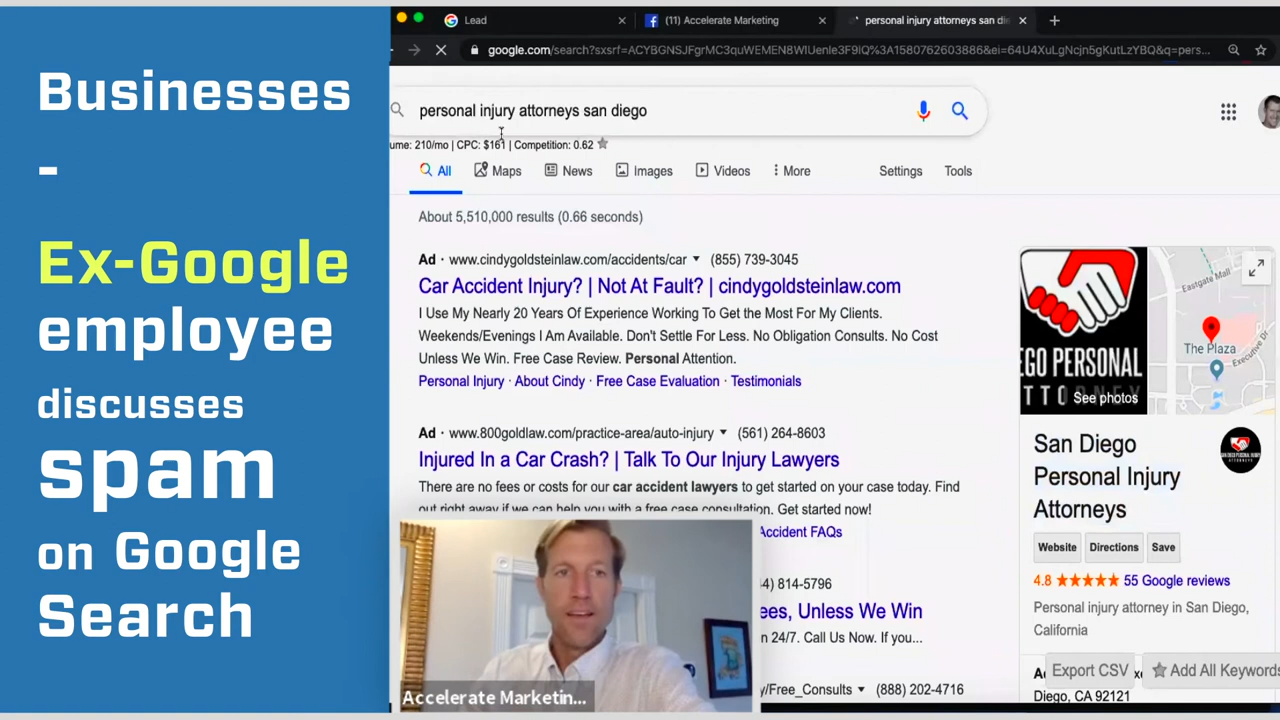 Businesses
-
Ex-Google
employee
discusses
spam
on Google
Search
Lead
(11) Accelerate Marketing
personal injury attorneys san die
google.com/search?sxsrf=ACYBGNSJFgrMC3quWEMEN8WIUenle3F9iQ%3A1580762603886&ei=64U4XuLgNcjn5gKutLzYBQ&q=pers...
personal injury attorneys san diego
ume: 210/mo | CPC: $161 | Competition: 0.62
All Maps News Images Videos More Settings Tools
About 5,510,000 results (0.66 seconds)
Ad · www.cindygoldsteinlaw.com/accidents/car (855) 739-3045
Car Accident Injury? | Not At Fault? | cindygoldsteinlaw.com
I Use My Nearly 20 Years Of Experience Working To Get the Most For My Clients.
Weekends/Evenings I Am Available. Don't Settle For Less. No Obligation Consults. No Cost
Unless We Win. Free Case Review. Personal Attention.
Personal Injury · About Cindy · Free Case Evaluation · Testimonials
Ad · www.800goldlaw.com/practice-area/auto-injury (561) 264-8603
Injured In a Car Crash? | Talk To Our Injury Lawyers
There are no fees or costs for our car accident lawyers to get started on your case today. Find
out right away if we can help you with a free case consultation. Get started now!
Accident FAQs
4) 814-5796
ees, Unless We Win
n 24/7. Call Us Now. If you...
y/Free_Consults (888) 202-4716
Accelerate Marketin...
GO PERSONAL
ATTORNEY
See photos
Eastgate Mall
The Plaza
Executive Dr
San Diego
Personal Injury
Attorneys
Website Directions Save
4.8 55 Google reviews
Personal injury attorney in San Diego,
California
Export CSV Add All Keywords
Diego, CA 92121